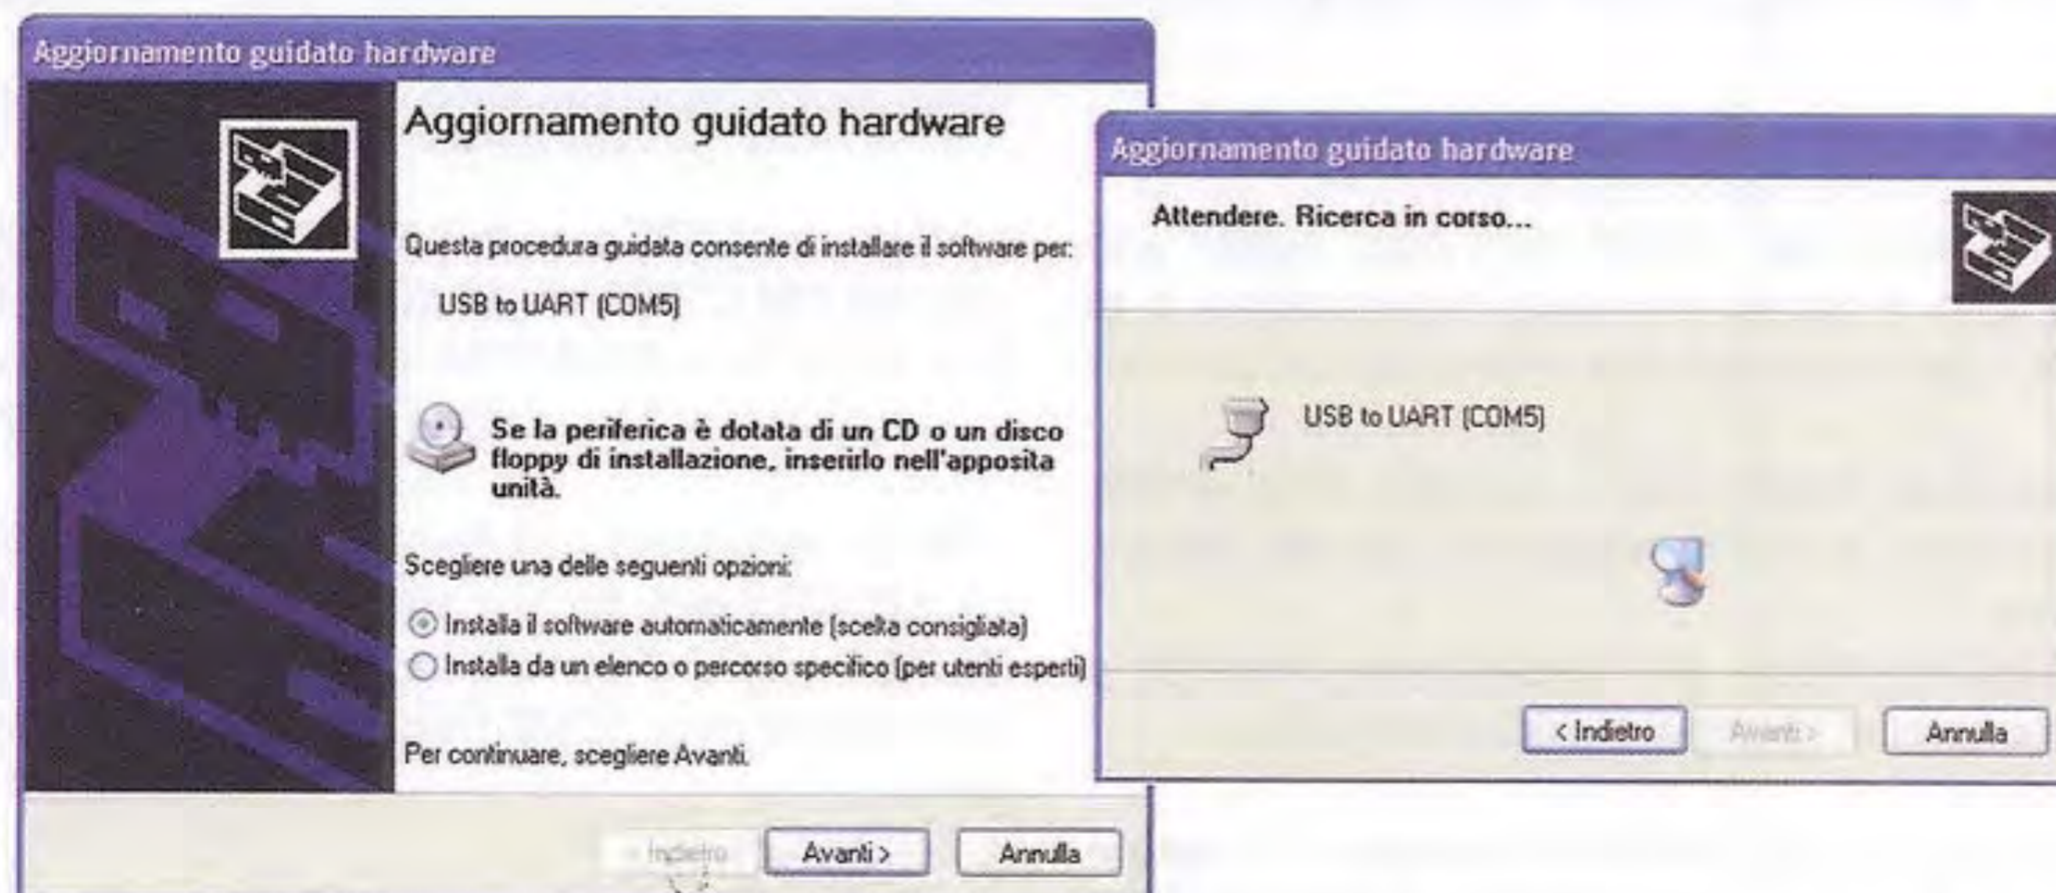 Aggiornamento guidato hardware
Aggiornamento guidato hardware
Questa procedura guidata consente di installare il software per:
USB to UART (COM5)
Se la periferica è dotata di un CD o un disco
floppy di installazione, inserirlo nell'apposita
unità.
Scegliere una delle seguenti opzioni:
Installa il software automaticamente (scelta consigliata)
Installa da un elenco o percorso specifico (per utenti esperti)
Per continuare, scegliere Avanti.
< Indietro
Avanti >
Annulla
Aggiornamento guidato hardware
Attendere. Ricerca in corso...
USB to UART (COM5)
< Indietro
Avanti >
Annulla